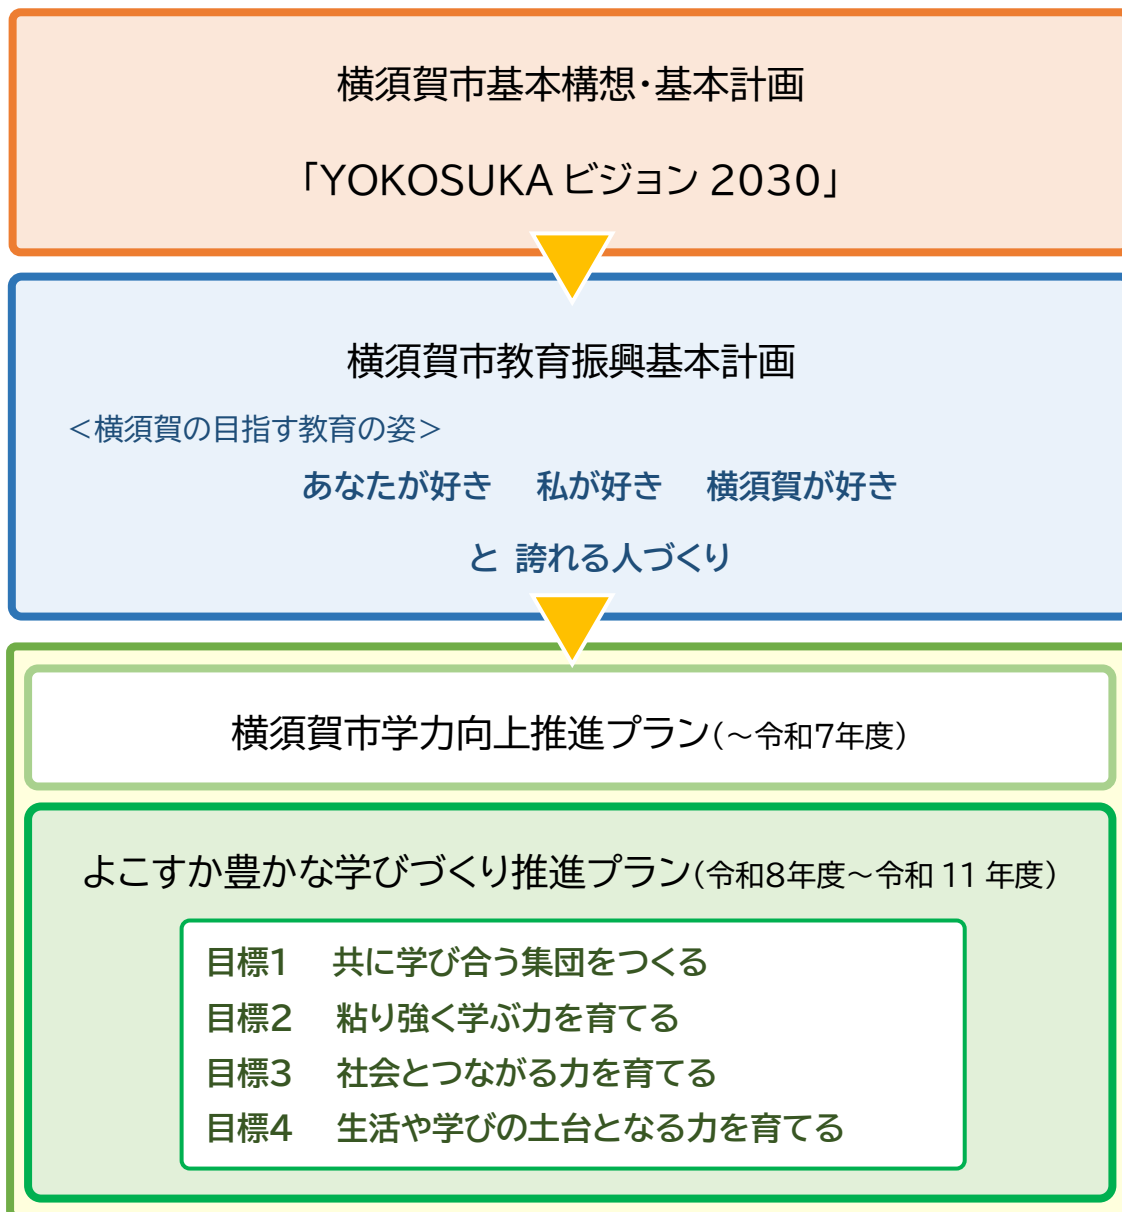 横須賀市基本構想・基本計画
「YOKOSUKA ビジョン 2030」
横須賀市教育振興基本計画
＜横須賀の目指す教育の姿＞
あなたが好き　私が好き　横須賀が好き
と 誇れる人づくり
横須賀市学力向上推進プラン（～令和7年度）
よこすか豊かな学びづくり推進プラン（令和8年度～令和 11 年度）
目標1　共に学び合う集団をつくる
目標2　粘り強く学ぶ力を育てる
目標3　社会とつながる力を育てる
目標4　生活や学びの土台となる力を育てる